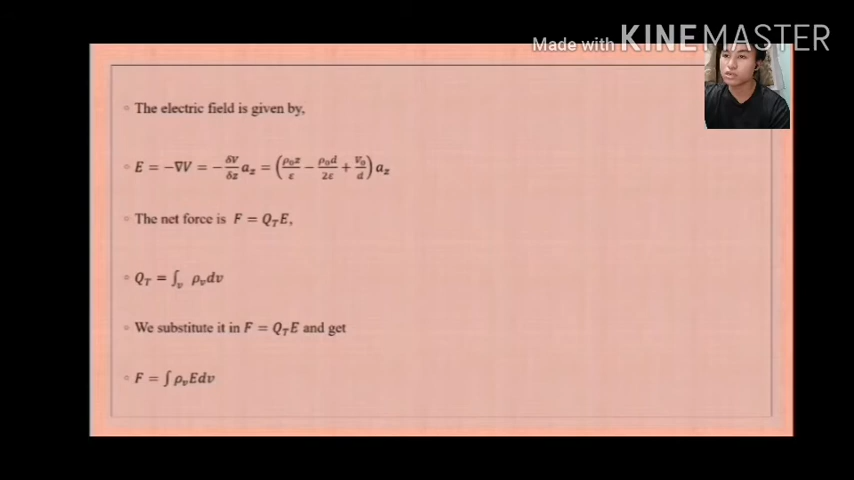 Made with KINEMASTER
▫ The electric field is given by,
▫ E = −∇V = − δV/δz a_z = (ρ₀z/ε − ρ₀d/2ε + V₀/d) a_z
▫ The net force is F = Q_T E,
▫ Q_T = ∫_v ρ_v dv
▫ We substitute it in F = Q_T E and get
▫ F = ∫ ρ_v E dv